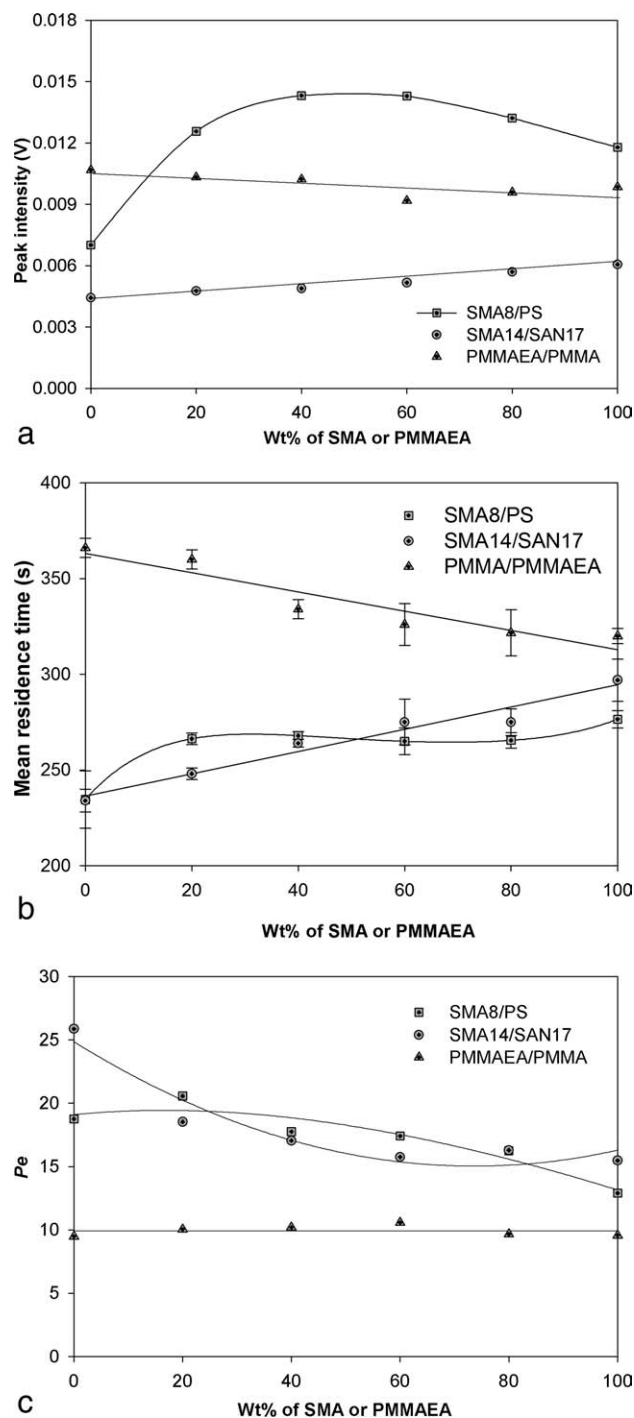 0.018
0.015
0.012
0.009
0.006
0.003
0.000
Peak intensity (V)
SMA8/PS
SMA14/SAN17
PMMAEA/PMMA
0 20 40 60 80 100
Wt% of SMA or PMMAEA
a
400
350
300
250
200
Mean residence time (s)
SMA8/PS
SMA14/SAN17
PMMA/PMMAEA
0 20 40 60 80 100
Wt% of SMA or PMMAEA
b
30
25
20
15
10
5
0
Pe
SMA8/PS
SMA14/SAN17
PMMAEA/PMMA
0 20 40 60 80 100
Wt% of SMA or PMMAEA
c